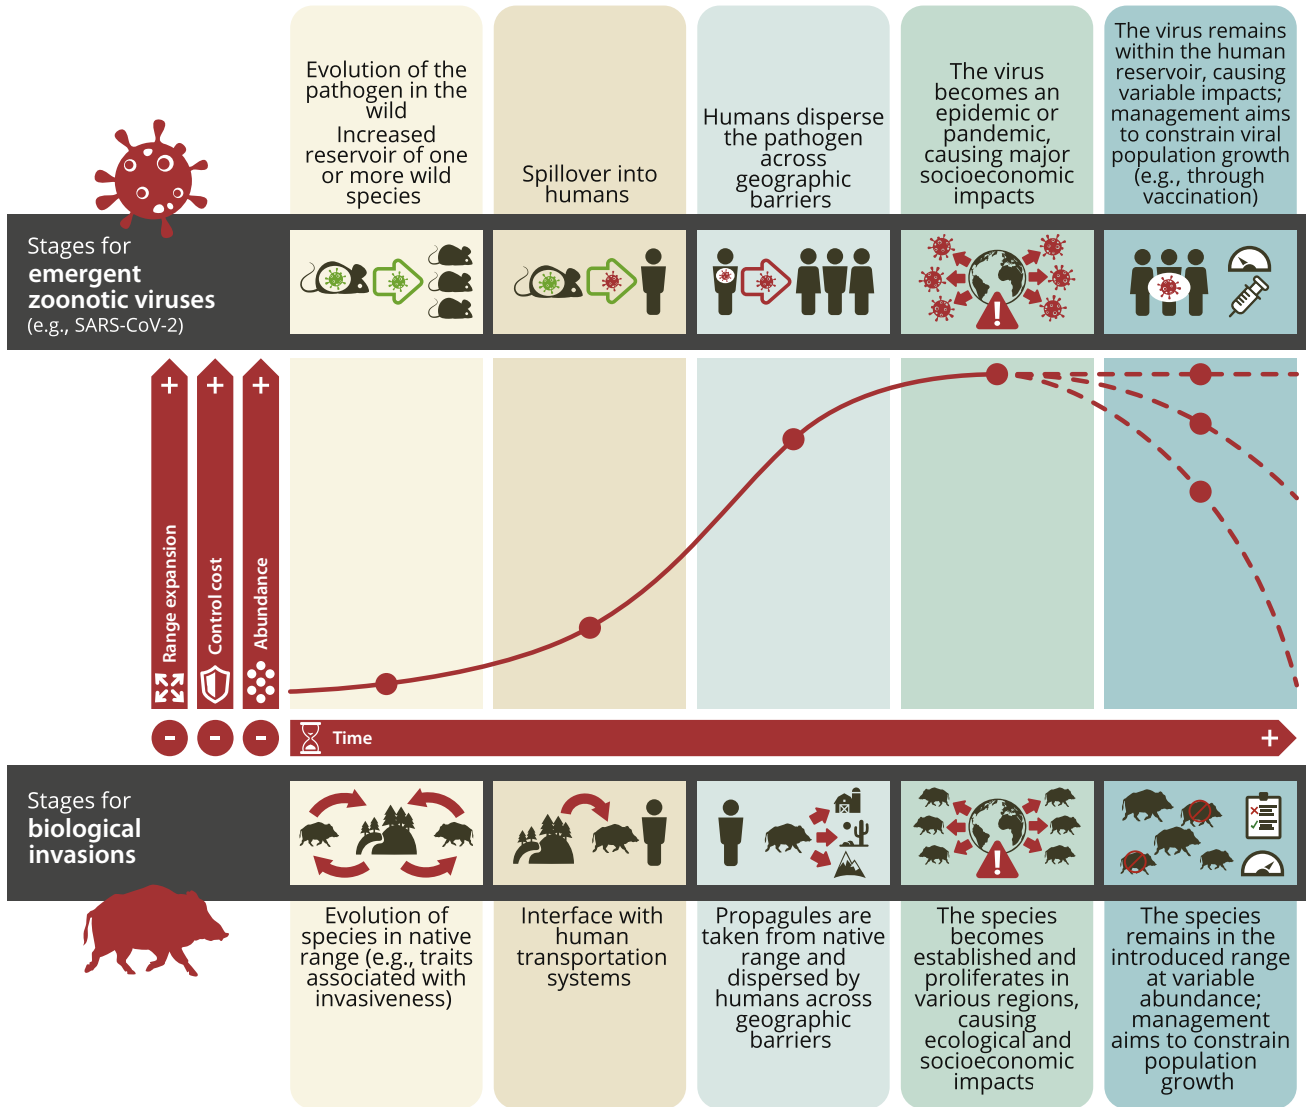 Evolution of the
pathogen in the
wild
Increased
reservoir of one
or more wild
species
Spillover into
humans
Humans disperse
the pathogen
across
geographic
barriers
The virus
becomes an
epidemic or
pandemic,
causing major
socioeconomic
impacts
The virus remains
within the human
reservoir, causing
variable impacts;
management aims
to constrain viral
population growth
(e.g., through
vaccination)
Stages for
emergent
zoonotic viruses
(e.g., SARS-CoV-2)
!
+
+
+
Range expansion
Control cost
Abundance
-
-
-
Time
+
Stages for
biological
invasions
!
Evolution of
species in native
range (e.g., traits
associated with
invasiveness)
Interface with
human
transportation
systems
Propagules are
taken from native
range and
dispersed by
humans across
geographic
barriers
The species
becomes
established and
proliferates in
various regions,
causing
ecological and
socioeconomic
impacts
The species
remains in the
introduced range
at variable
abundance;
management
aims to constrain
population
growth